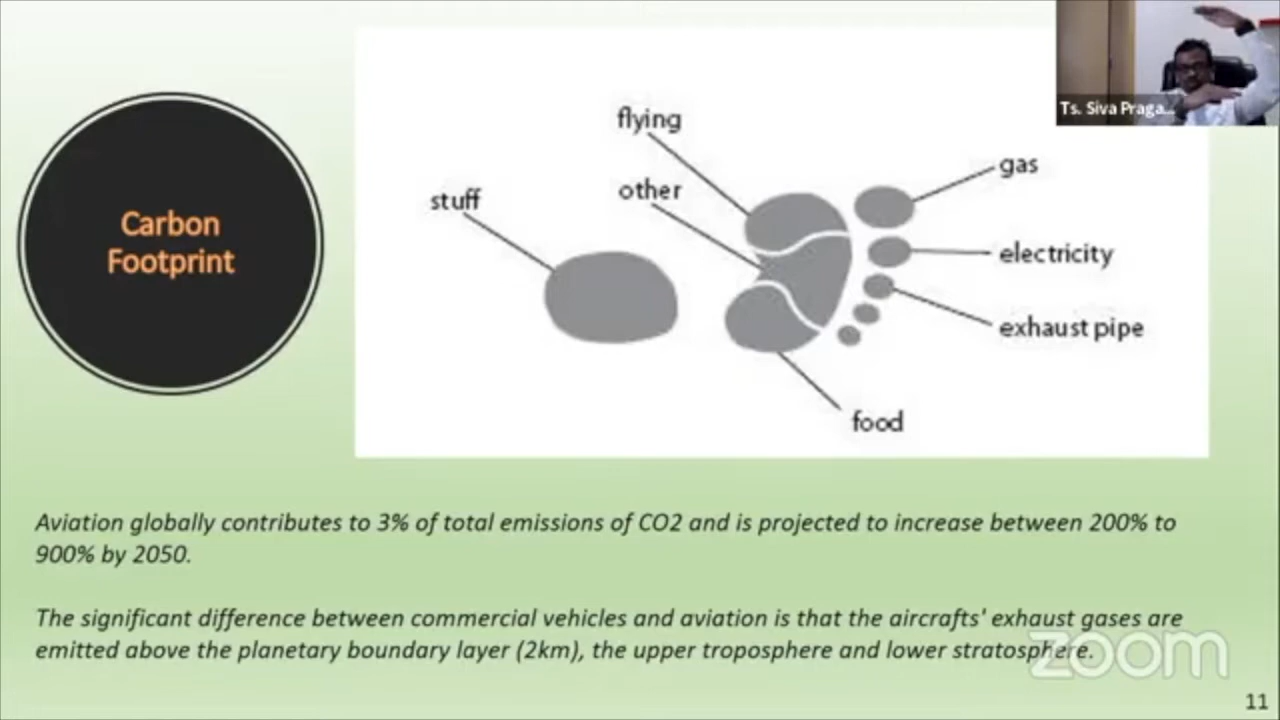 Ts. Siva Praga...
Carbon
Footprint
flying
other
stuff
gas
electricity
exhaust pipe
food
Aviation globally contributes to 3% of total emissions of CO2 and is projected to increase between 200% to
900% by 2050.
The significant difference between commercial vehicles and aviation is that the aircrafts' exhaust gases are
emitted above the planetary boundary layer (2km), the upper troposphere and lower stratosphere.
zoom
11